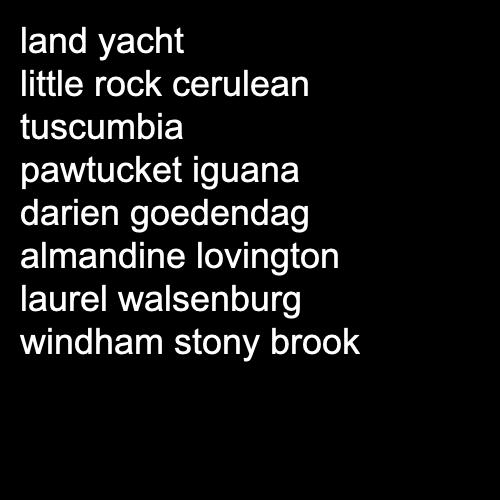 land yacht
little rock cerulean
tuscumbia
pawtucket iguana
darien goedendag
almandine lovington
laurel walsenburg
windham stony brook